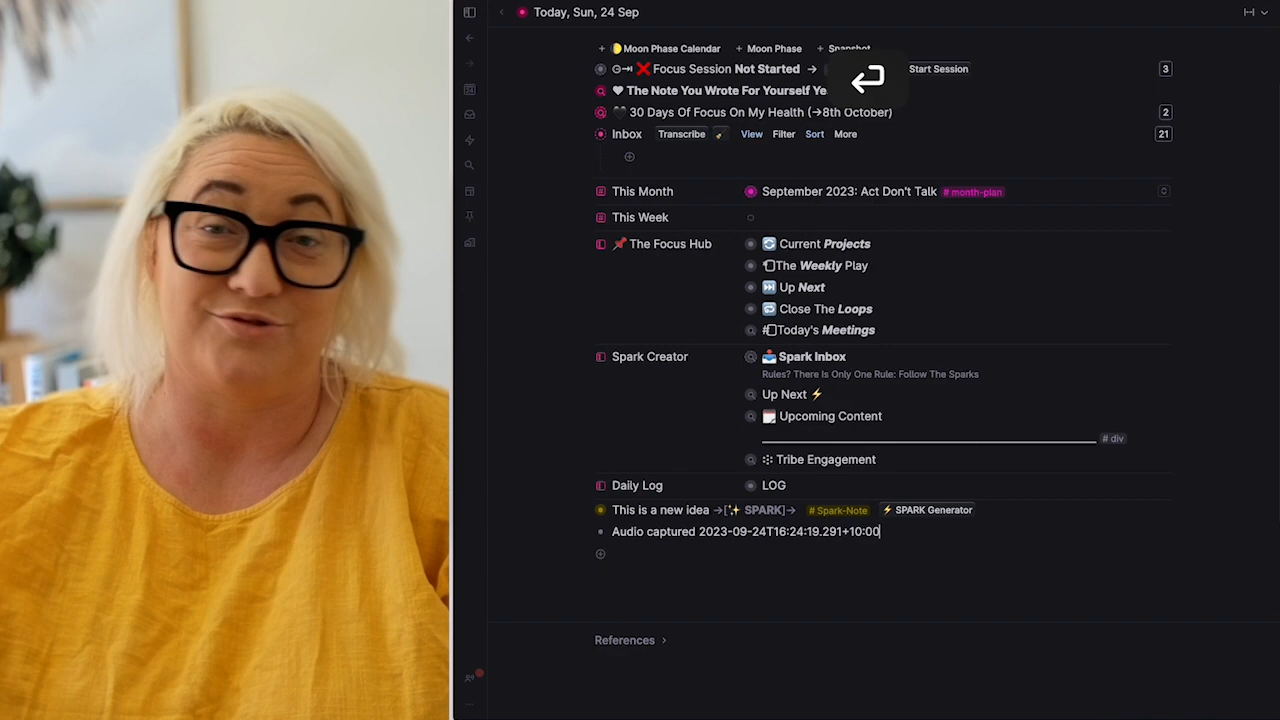 Today, Sun, 24 Sep
+ Moon Phase Calendar + Moon Phase + Snapshot
Focus Session Not Started → Start Session 3
The Note You Wrote For Yourself
30 Days Of Focus On My Health (→8th October) 2
Inbox Transcribe View Filter Sort More 21
This Month September 2023: Act Don't Talk # month-plan
This Week
The Focus Hub Current Projects
The Weekly Play
Up Next
Close The Loops
Today's Meetings
Spark Creator Spark Inbox
Rules? There Is Only One Rule: Follow The Sparks
Up Next
Upcoming Content
# div
Tribe Engagement
Daily Log LOG
This is a new idea →[✨ SPARK]→ # Spark-Note ⚡ SPARK Generator
Audio captured 2023-09-24T16:24:19.291+10:00
References >